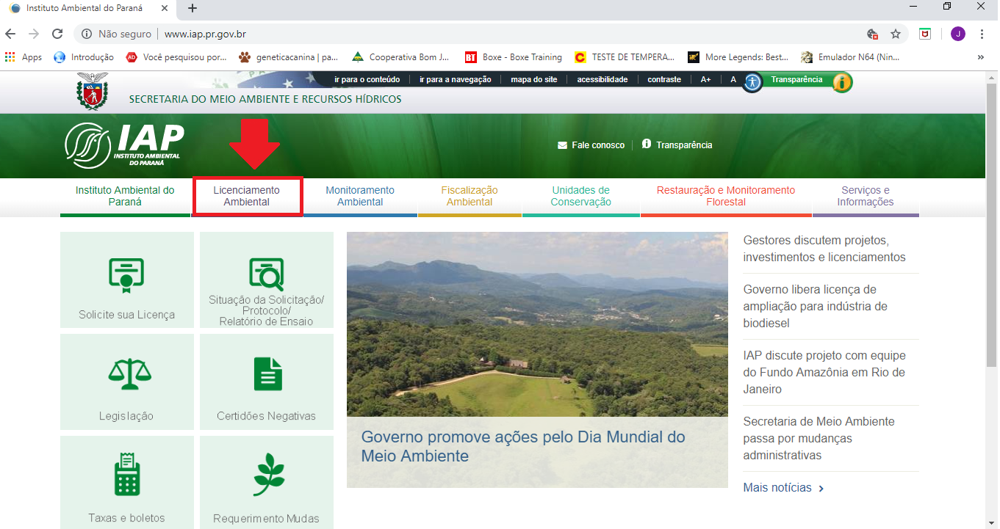 Instituto Ambiental do Paraná
Não seguro
www.iap.pr.gov.br
J
Apps
Introdução
AD
Você pesquisou por...
geneticacanina | pa...
Cooperativa Bom J...
BT
Boxe - Boxe Training
C
TESTE DE TEMPERA...
More Legends: Best...
Emulador N64 (Nin...
»
ir para o conteúdo
ir para a navegação
mapa do site
acessibilidade
contraste
A+
A
Transparência
i
SECRETARIA DO MEIO AMBIENTE E RECURSOS HÍDRICOS
IAP
INSTITUTO AMBIENTAL
DO PARANÁ
Fale conosco
Transparência
Instituto Ambiental do
Paraná
Licenciamento
Ambiental
Monitoramento
Ambiental
Fiscalização
Ambiental
Unidades de
Conservação
Restauração e Monitoramento
Florestal
Serviços e
Informações
Solicite sua Licença
Situação da Solicitação/
Protocolo/
Relatório de Ensaio
Legislação
Certidões Negativas
Taxas e boletos
Requerimento Mudas
Governo promove ações pelo Dia Mundial do
Meio Ambiente
Gestores discutem projetos,
investimentos e licenciamentos
Governo libera licença de
ampliação para indústria de
biodiesel
IAP discute projeto com equipe
do Fundo Amazônia em Rio de
Janeiro
Secretaria de Meio Ambiente
passa por mudanças
administrativas
Mais notícias